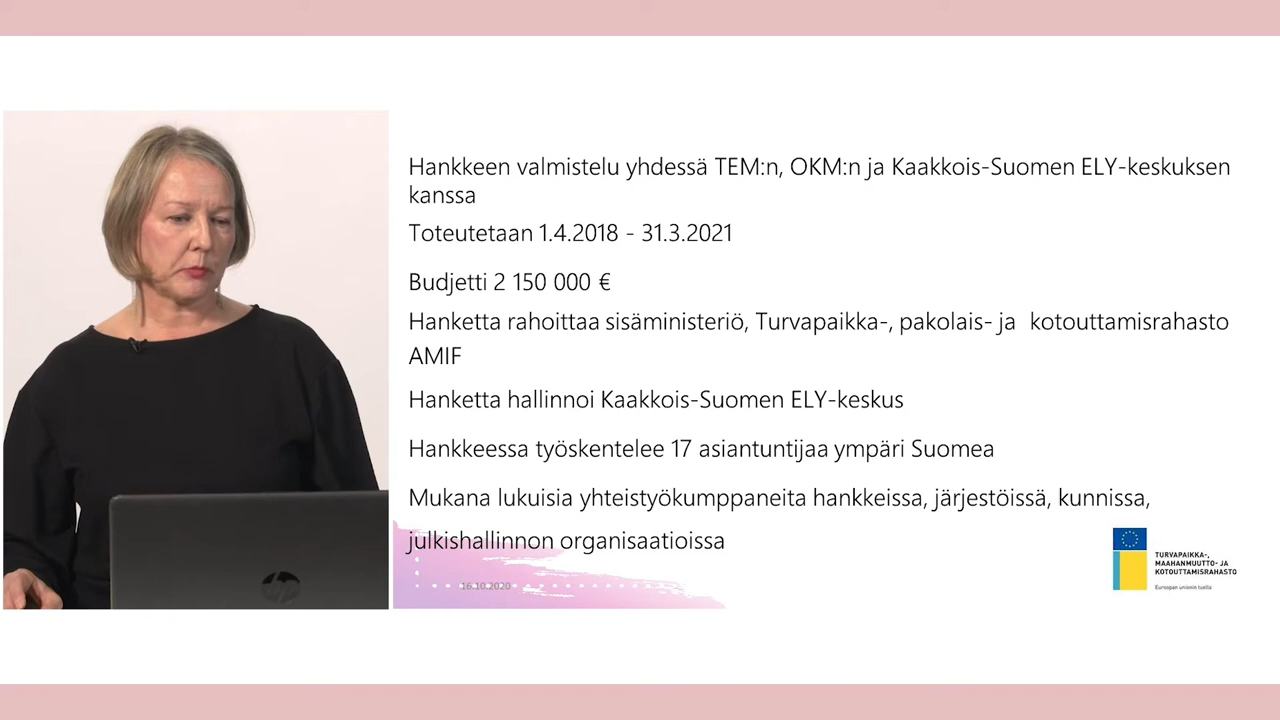 Hankkeen valmistelu yhdessä TEM:n, OKM:n ja Kaakkois-Suomen ELY-keskuksen
kanssa
Toteutetaan 1.4.2018 - 31.3.2021
Budjetti 2 150 000 €
Hanketta rahoittaa sisäministeriö, Turvapaikka-, pakolais- ja kotouttamisrahasto
AMIF
Hanketta hallinnoi Kaakkois-Suomen ELY-keskus
Hankkeessa työskentelee 17 asiantuntijaa ympäri Suomea
Mukana lukuisia yhteistyökumppaneita hankkeissa, järjestöissä, kunnissa,
julkishallinnon organisaatioissa
16.10.2020
TURVAPAIKKA-,
MAAHANMUUTTO- JA
KOTOUTTAMISRAHASTO
Euroopan unionin tuella
hp